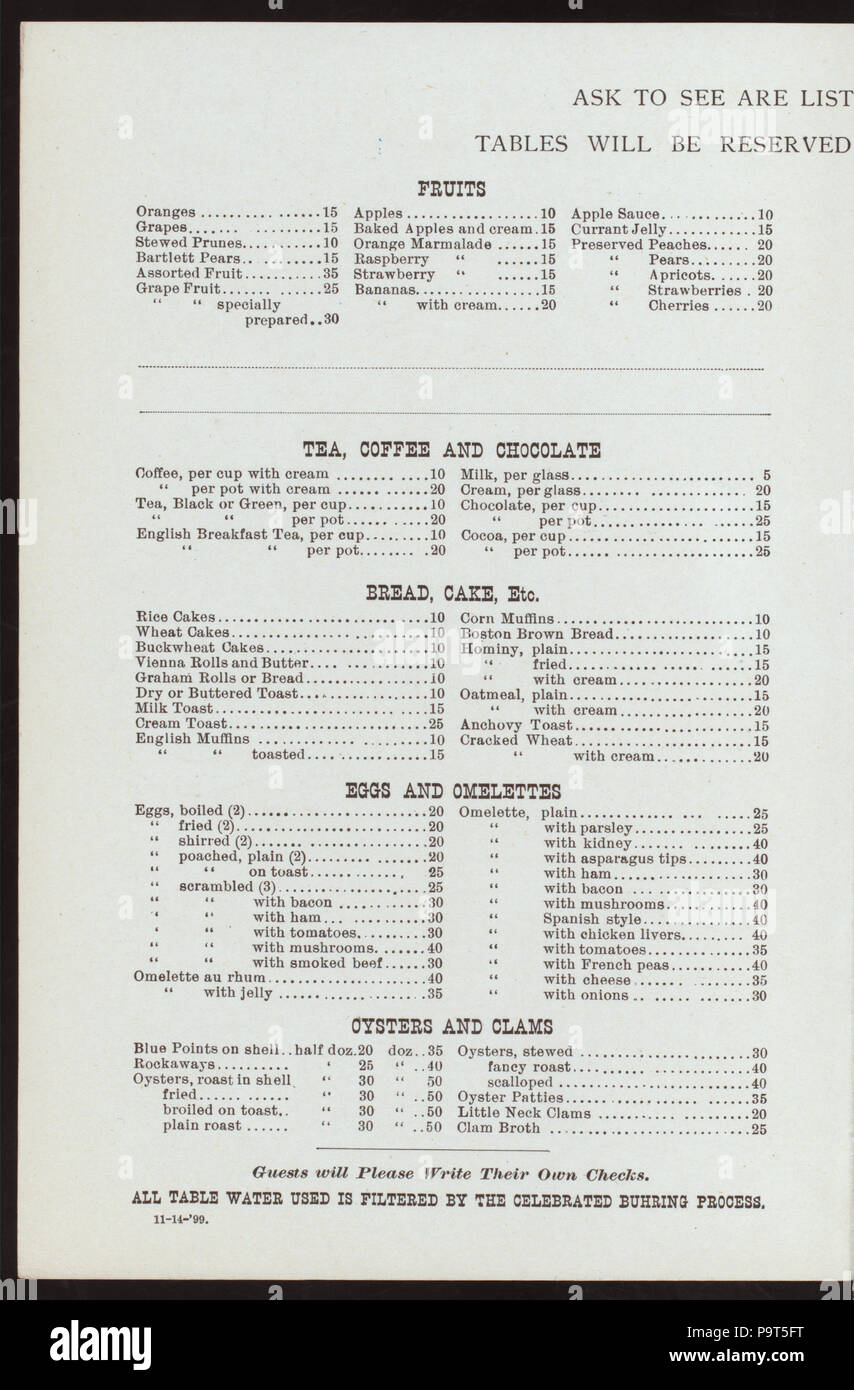 ASK TO SEE ARE LIST
TABLES WILL BE RESERVED
FRUITS
Oranges .......... ......15
Grapes....... .........15
Stewed Prunes...........10
Bartlett Pears.. .........15
Assorted Fruit...........35
Grape Fruit....... ......25
“ “ specially
prepared..30
Apples ..................10
Baked Apples and cream.15
Orange Marmalade ......15
Raspberry “ ......15
Strawberry “ ......15
Bananas.................15
“ with cream......20
Apple Sauce.............10
Currant Jelly............15
Preserved Peaches...... 20
“ Pears.........20
“ Apricots. .....20
“ Strawberries . 20
“ Cherries ......20
TEA, COFFEE AND CHOCOLATE
Coffee, per cup with cream ........ ....10
“ per pot with cream ...... ......20
Tea, Black or Green, per cup...........10
“ “ per pot...... ......20
English Breakfast Tea, per cup.........10
“ “ per pot........ .20
Milk, per glass......................... 5
Cream, per glass........ ............. 20
Chocolate, per cup.....................15
“ per pot............... ......25
Cocoa, per cup.........................15
“ per pot...... ...................25
BREAD, CAKE, Etc.
Rice Cakes.............................10
Wheat Cakes................ ..........10
Buckwheat Cakes.......................10
Vienna Rolls and Butter.... ...........10
Graham Rolls or Bread.................10
Dry or Buttered Toast..................10
Milk Toast...................... ......15
Cream Toast............................25
English Muffins ............. .........10
“ “ toasted.................15
Corn Muffins...........................10
Boston Brown Bread...................10
Hominy, plain..........................15
“ fried............ ..... ......15
“ with cream...................20
Oatmeal, plain.........................15
“ with cream..................20
Anchovy Toast.........................15
Cracked Wheat.........................15
“ with cream.............20
EGGS AND OMELETTES
Eggs, boiled (2).........................20
“ fried (2)..........................20
“ shirred (2)....... ................20
“ poached, plain (2)......... .......20
“ “ on toast............. 25
“ scrambled (3).....................25
“ “ with bacon ............30
‘ “ with ham... ...........30
‘ “ with tomatoes..........30
“ “ with mushrooms. ......40
“ “ with smoked beef......30
Omelette au rhum......................40
“ with jelly ................... .35
Omelette, plain............. ... .....25
“ with parsley................25
“ with kidney........ ........40
“ with asparagus tips.........40
“ with ham...................30
“ with bacon ... ............30
“ with mushrooms............40
“ Spanish style...............40
“ with chicken livers......... 40
“ with tomatoes..............35
“ with French peas...........40
“ with cheese ....... ........35
“ with onions .. ...... .......30
OYSTERS AND CLAMS
Blue Points on shell..half doz.20 doz..35
Rockaways.......... ‘ 25 “ ..40
Oysters, roast in shell “ 30 “ 50
fried............ “ 30 “ ..50
broiled on toast.. “ 30 “ ..50
plain roast ...... “ 30 “ ..50
Oysters, stewed ........................30
fancy roast.....................40
scalloped ..........................40
Oyster Patties.................. .......35
Little Neck Clams .....................20
Clam Broth ............................25
Guests will Please Write Their Own Checks.
ALL TABLE WATER USED IS FILTERED BY THE CELEBRATED BUHRING PROCESS.
11-14-'99.
alamy
Image ID: P9T5FT
www.alamy.com